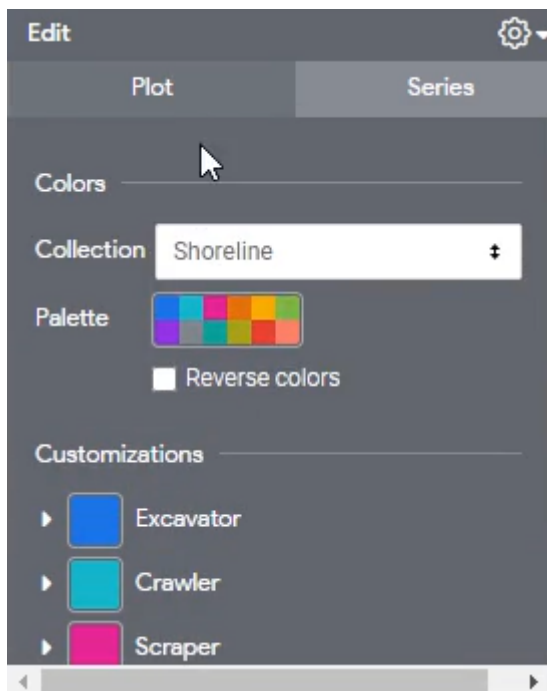 Edit
Plot Series
Colors
Collection Shoreline
Palette
Reverse colors
Customizations
Excavator
Crawler
Scraper